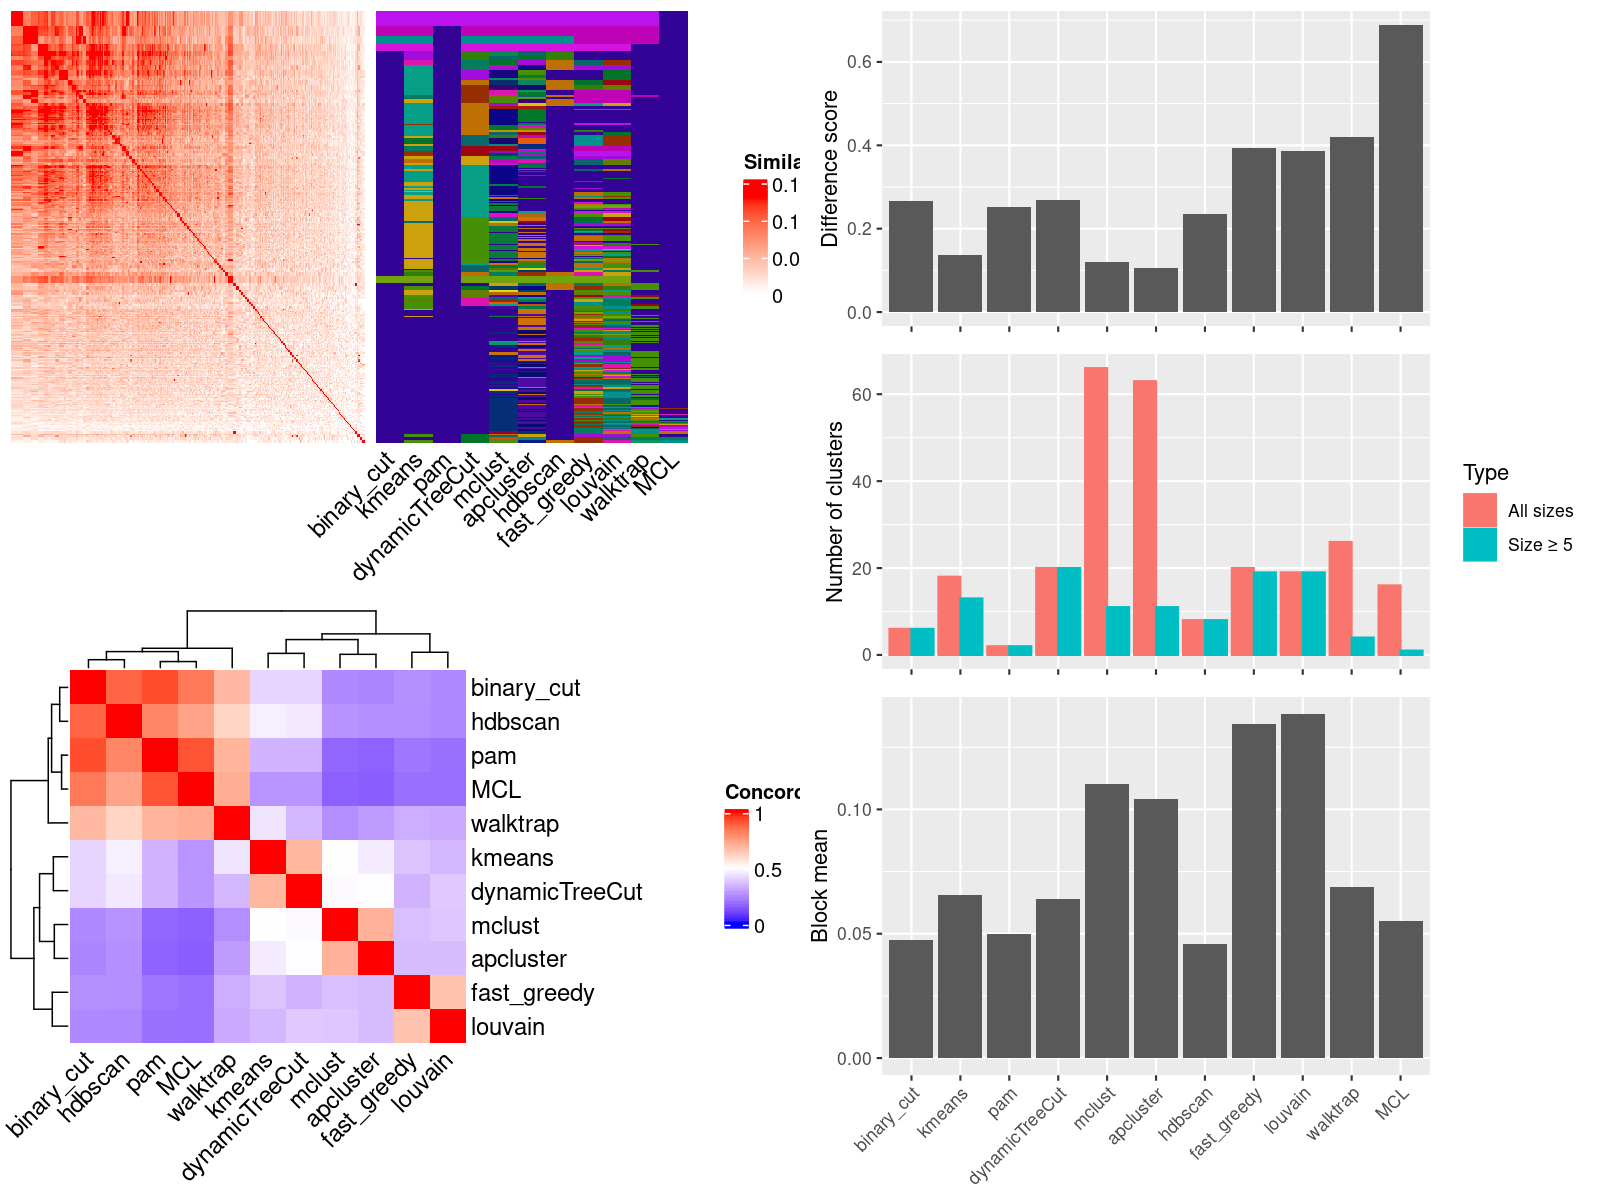 Simila
0.1
0.1
0.0
0
binary_cut
kmeans
pam
dynamicTreeCut
mclust
apcluster
hdbscan
fast_greedy
louvain
walktrap
MCL
binary_cut
hdbscan
pam
MCL
walktrap
kmeans
dynamicTreeCut
mclust
apcluster
fast_greedy
louvain
binary_cut
hdbscan
pam
MCL
walktrap
kmeans
dynamicTreeCut
mclust
apcluster
fast_greedy
louvain
Concord
1
0.5
0
Difference score
0.6
0.4
0.2
0.0
Number of clusters
60
40
20
0
Type
All sizes
Size ≥ 5
Block mean
0.10
0.05
0.00
binary_cut
kmeans
pam
dynamicTreeCut
mclust
apcluster
hdbscan
fast_greedy
louvain
walktrap
MCL